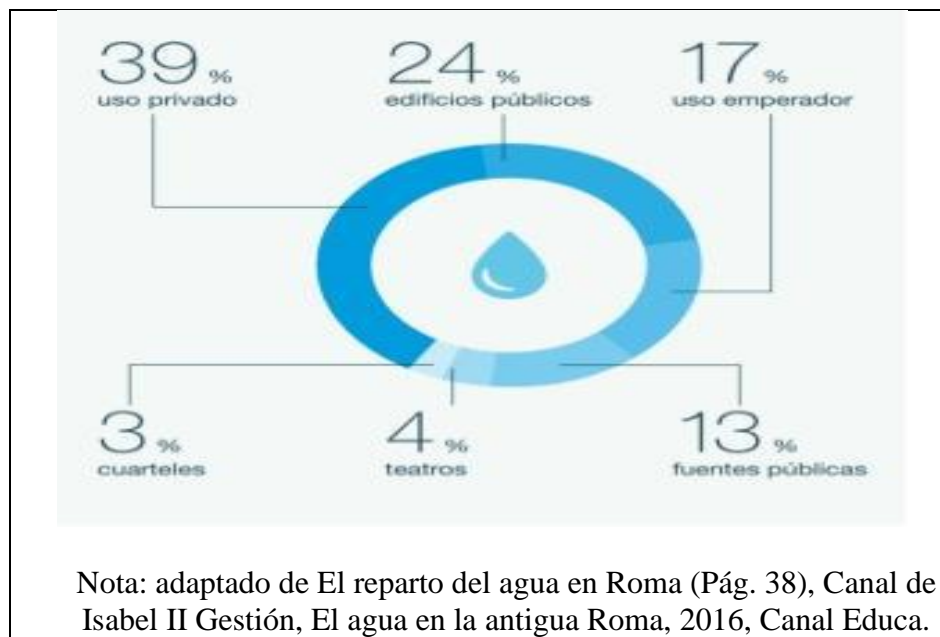 39 % 24 % 17 %
uso privado edificios públicos uso emperador
3 % 4 % 13 %
cuarteles teatros fuentes públicas
Nota: adaptado de El reparto del agua en Roma (Pág. 38), Canal de
Isabel II Gestión, El agua en la antigua Roma, 2016, Canal Educa.